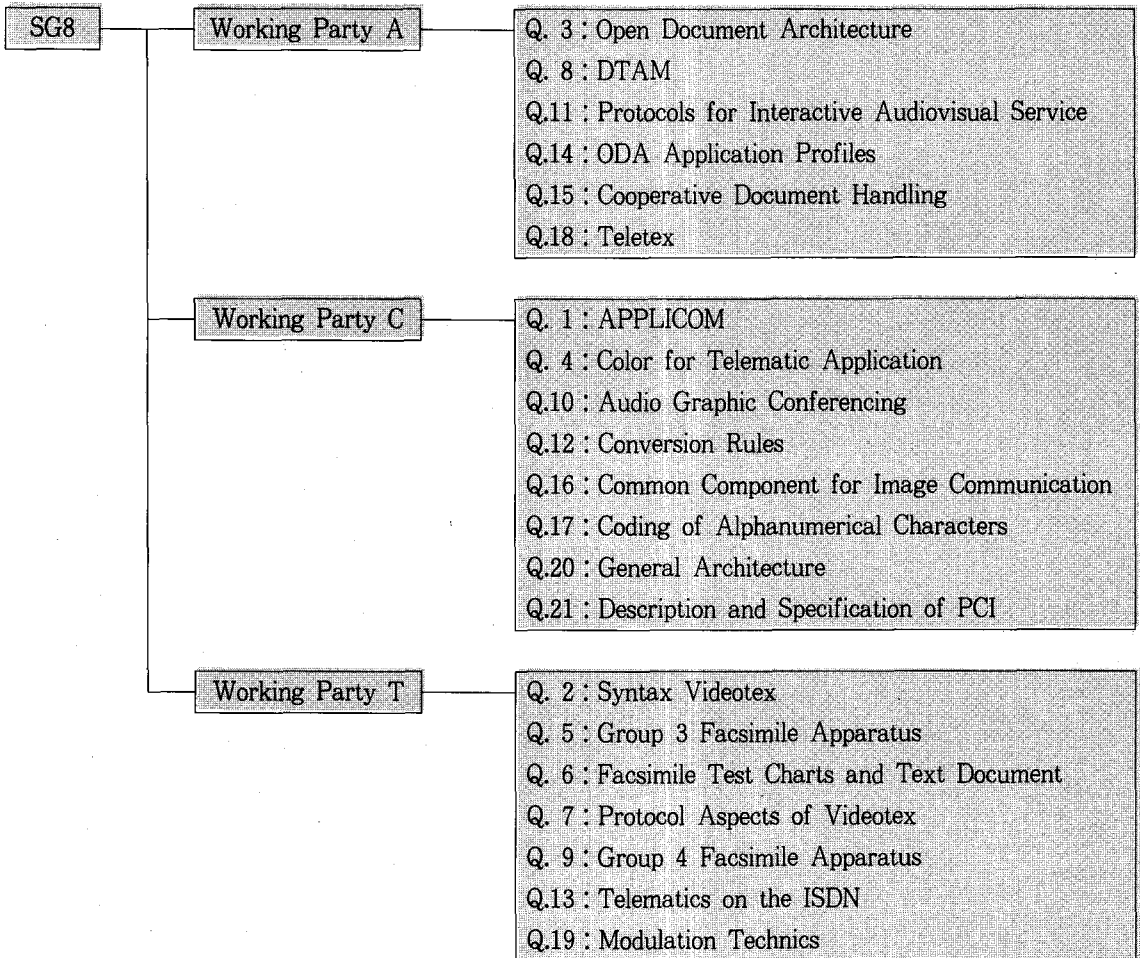 SG8
Working Party A
Q. 3 : Open Document Architecture
Q. 8 : DTAM
Q.11 : Protocols for Interactive Audiovisual Service
Q.14 : ODA Application Profiles
Q.15 : Cooperative Document Handling
Q.18 : Teletex
Working Party C
Q. 1 : APPLICOM
Q. 4 : Color for Telematic Application
Q.10 : Audio Graphic Conferencing
Q.12 : Conversion Rules
Q.16 : Common Component for Image Communication
Q.17 : Coding of Alphanumerical Characters
Q.20 : General Architecture
Q.21 : Description and Specification of PCI
Working Party T
Q. 2 : Syntax Videotex
Q. 5 : Group 3 Facsimile Apparatus
Q. 6 : Facsimile Test Charts and Text Document
Q. 7 : Protocol Aspects of Videotex
Q. 9 : Group 4 Facsimile Apparatus
Q.13 : Telematics on the ISDN
Q.19 : Modulation Technics